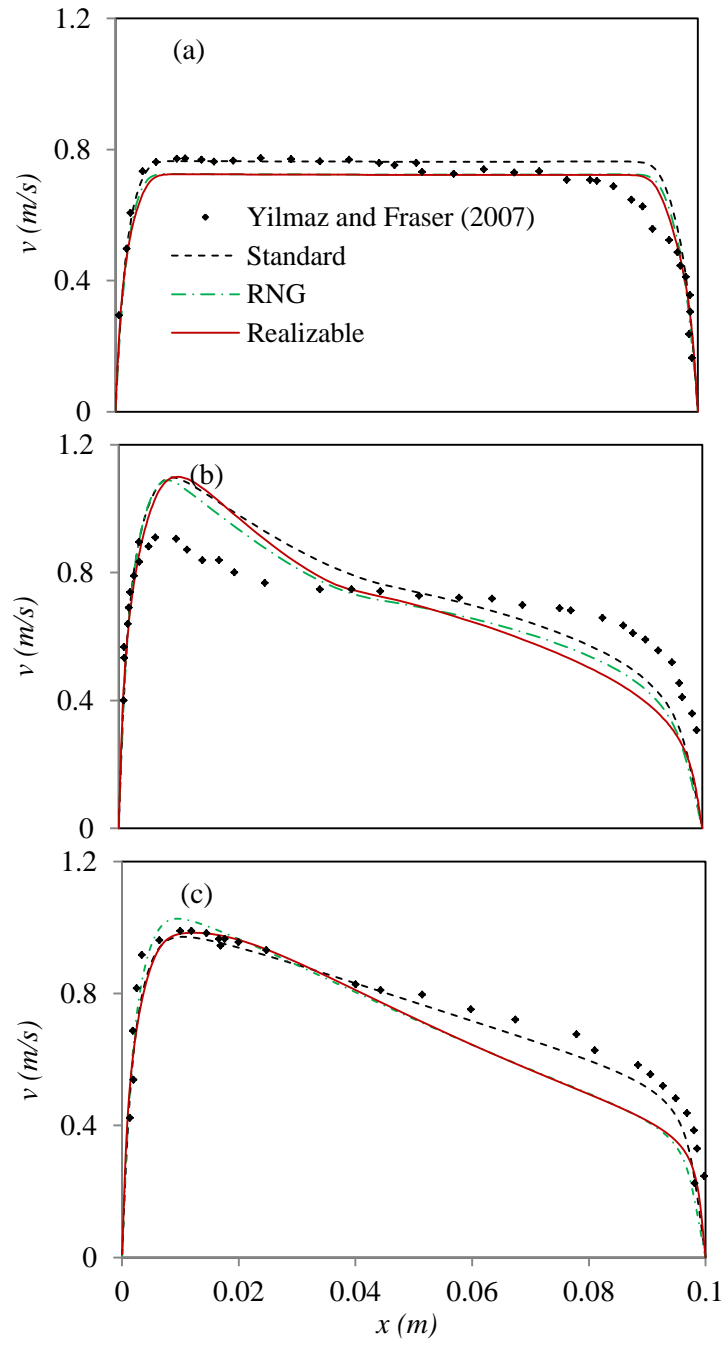 1.2
(a)
0.8
v (m/s)
Yilmaz and Fraser (2007)
Standard
0.4
RNG
Realizable
0
1.2
(b)
0.8
v (m/s)
0.4
0
1.2
(c)
0.8
v (m/s)
0.4
0
0 0.02 0.04 0.06 0.08 0.1
x (m)